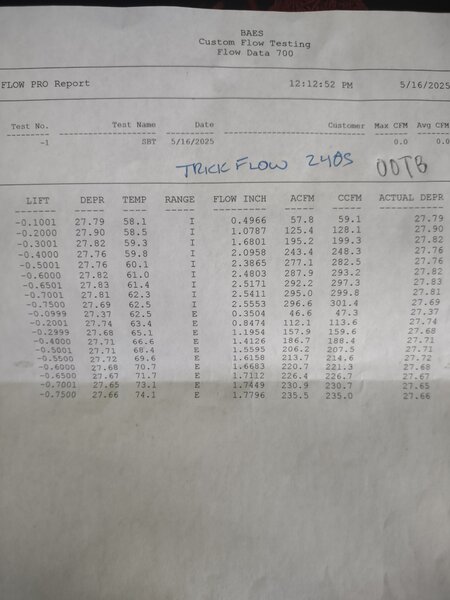 BAES
Custom Flow Testing
Flow Data 700
FLOW PRO Report 12:12:52 PM 5/16/2025
Test No. Test Name Date Customer Max CFM Avg CFM
-1 SBT 5/16/2025 0.0 0.0
TRICK FLOW 240S OOTB
LIFT DEPR TEMP RANGE FLOW INCH ACFM CCFM ACTUAL DEPR
-0.1001 27.79 58.1 I 0.4966 57.8 59.1 27.79
-0.2000 27.90 58.5 I 1.0787 125.4 128.1 27.90
-0.3001 27.82 59.3 I 1.6801 195.2 199.3 27.82
-0.4000 27.76 59.8 I 2.0958 243.4 248.3 27.76
-0.5001 27.76 60.1 I 2.3865 277.1 282.5 27.76
-0.6000 27.82 61.0 I 2.4803 287.9 293.2 27.82
-0.6501 27.83 61.4 I 2.5171 292.2 297.3 27.83
-0.7001 27.81 62.3 I 2.5411 295.0 299.8 27.81
-0.7500 27.69 62.5 I 2.5553 296.6 301.4 27.69
-0.0999 27.37 62.5 E 0.3504 46.6 47.3 27.37
-0.2001 27.74 63.4 E 0.8474 112.1 113.6 27.74
-0.2999 27.68 65.1 E 1.1954 157.9 159.6 27.68
-0.4000 27.71 66.6 E 1.4126 186.7 188.4 27.71
-0.5001 27.71 68.4 E 1.5595 206.2 207.5 27.71
-0.5500 27.72 69.6 E 1.6158 213.7 214.6 27.72
-0.6000 27.68 70.7 E 1.6683 220.7 221.3 27.68
-0.6500 27.67 71.7 E 1.7112 226.4 226.7 27.67
-0.7001 27.65 73.1 E 1.7449 230.9 230.7 27.65
-0.7500 27.66 74.1 E 1.7796 235.5 235.0 27.66